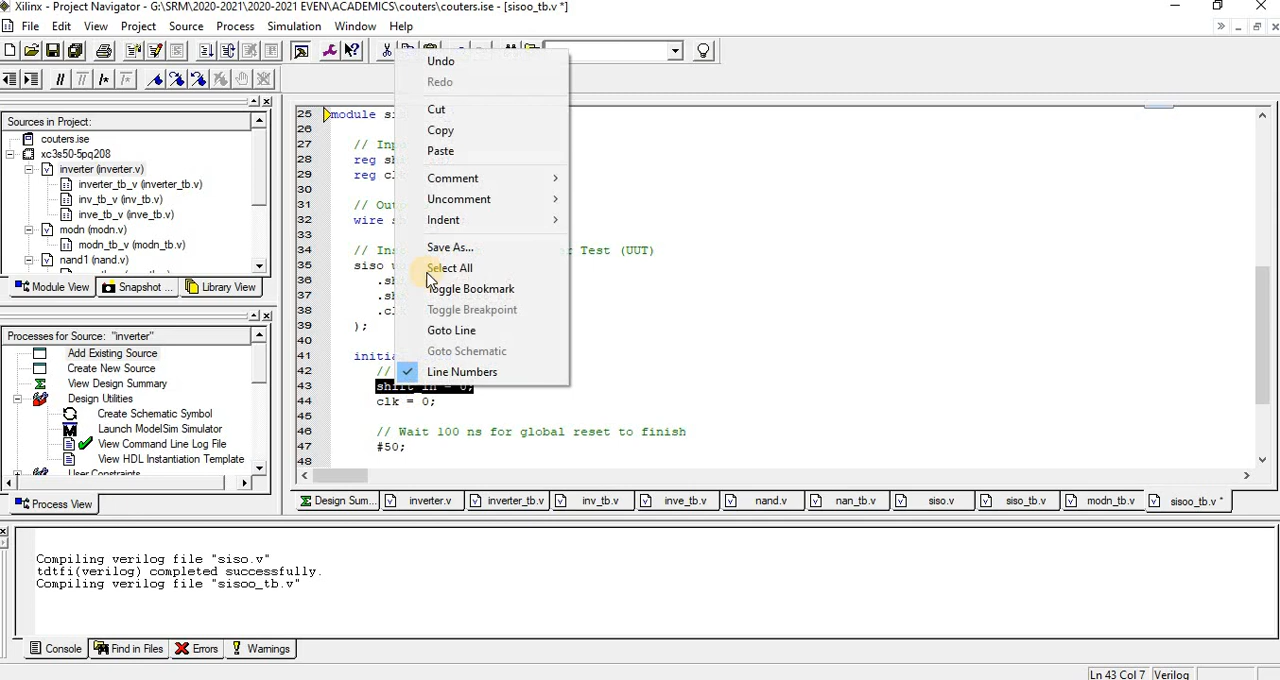 Xilinx - Project Navigator - G:\SRM\2020-2021\2020-2021 EVEN\ACADEMICS\couters\couters.ise - [sisoo_tb.v *]
File Edit View Project Source Process Simulation Window Help
Undo
Redo
Cut
Copy
Paste
Comment
Uncomment
Indent
Save As...
Select All
Toggle Bookmark
Toggle Breakpoint
Goto Line
Goto Schematic
Line Numbers
Sources in Project:
couters.ise
xc3s50-5pq208
inverter (inverter.v)
inverter_tb_v (inverter_tb.v)
inv_tb_v (inv_tb.v)
inve_tb_v (inve_tb.v)
modn (modn.v)
modn_tb_v (modn_tb.v)
nand1 (nand.v)
Module View Snapshot ... Library View
Processes for Source: "inverter"
Add Existing Source
Create New Source
View Design Summary
Design Utilities
Create Schematic Symbol
Launch ModelSim Simulator
View Command Line Log File
View HDL Instantiation Template
User Constraints
Process View
25 module si
26
27 // In
28 reg sh
29 reg cl
30
31 // Ou
32 wire s
33
34 // Ins r Test (UUT)
35 siso u
36 .sh
37 .sh
38 .cl
39 );
40
41 initia
42 //
43 shift_in = 0;
44 clk = 0;
45
46 // Wait 100 ns for global reset to finish
47 #50;
48
Design Sum... inverter.v inverter_tb.v inv_tb.v inve_tb.v nand.v nan_tb.v siso.v siso_tb.v modn_tb.v sisoo_tb.v *
Compiling verilog file "siso.v"
tdtfi(verilog) completed successfully.
Compiling verilog file "sisoo_tb.v"
Console Find in Files Errors Warnings
Ln 43 Col 7 Verilog